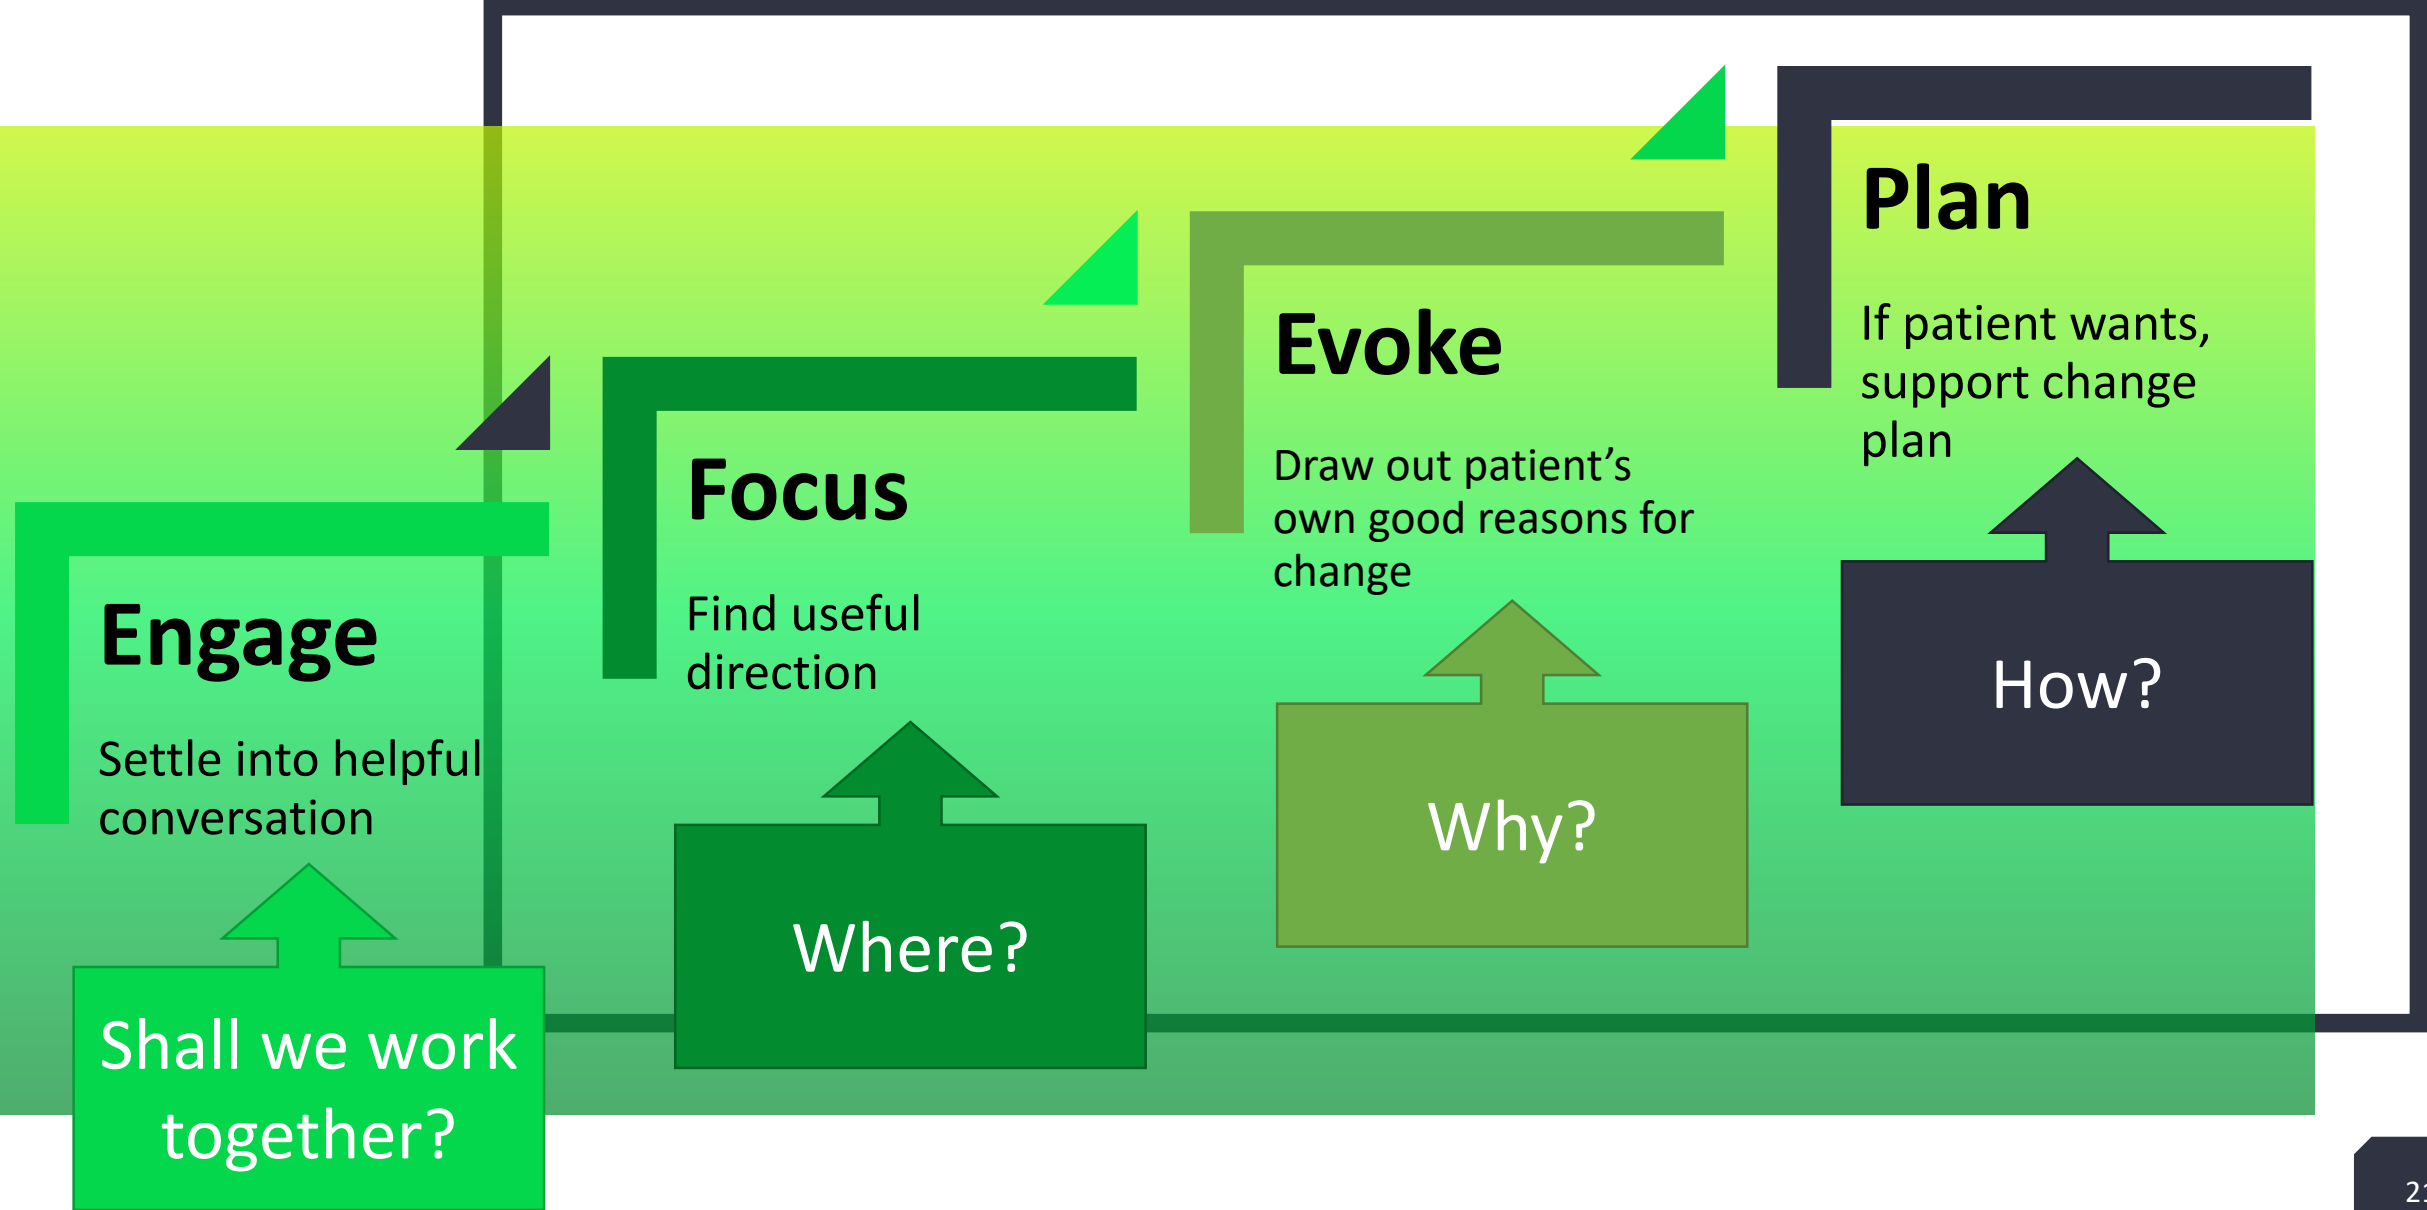 Engage
Settle into helpful
conversation
Shall we work
together?
Focus
Find useful
direction
Where?
Evoke
Draw out patient’s
own good reasons for
change
Why?
Plan
If patient wants,
support change
plan
How?